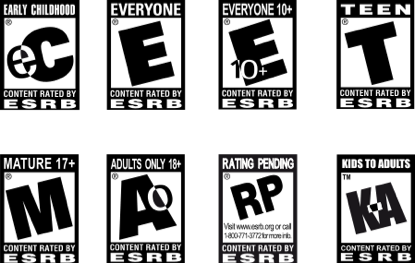 EARLY CHILDHOOD
eC
CONTENT RATED BY
ESRB
EVERYONE
®
E
CONTENT RATED BY
ESRB
EVERYONE 10+
®
E
10+
CONTENT RATED BY
ESRB
TEEN
®
T
CONTENT RATED BY
ESRB
MATURE 17+
®
M
CONTENT RATED BY
ESRB
ADULTS ONLY 18+
®
AO
CONTENT RATED BY
ESRB
RATING PENDING
®
RP
Visit www.esrb.org or call
1-800-771-3772 for more info.
CONTENT RATED BY
ESRB
KIDS TO ADULTS
TM
K-A
CONTENT RATED BY
ESRB